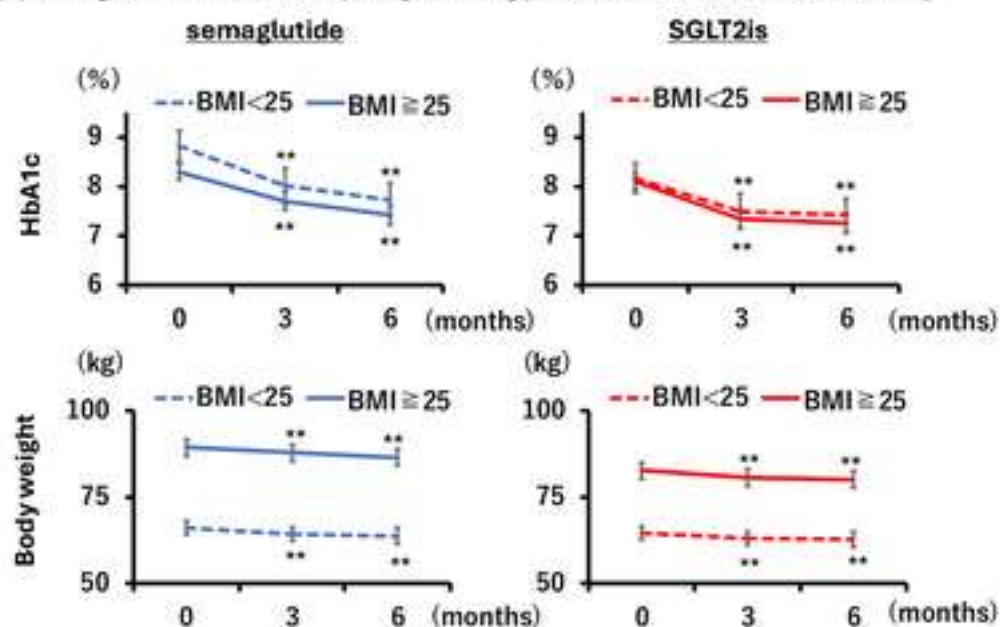 semaglutide
SGLT2is
(%)
BMI<25 BMI≧25
HbA1c
9
8
7
6
** ** ** **
0 3 6 (months)
(%)
BMI<25 BMI≧25
9
8
7
6
** ** ** **
0 3 6 (months)
(kg)
BMI<25 BMI≧25
Body weight
100
75
50
** ** ** **
0 3 6 (months)
(kg)
BMI<25 BMI≧25
100
75
50
** ** ** **
0 3 6 (months)